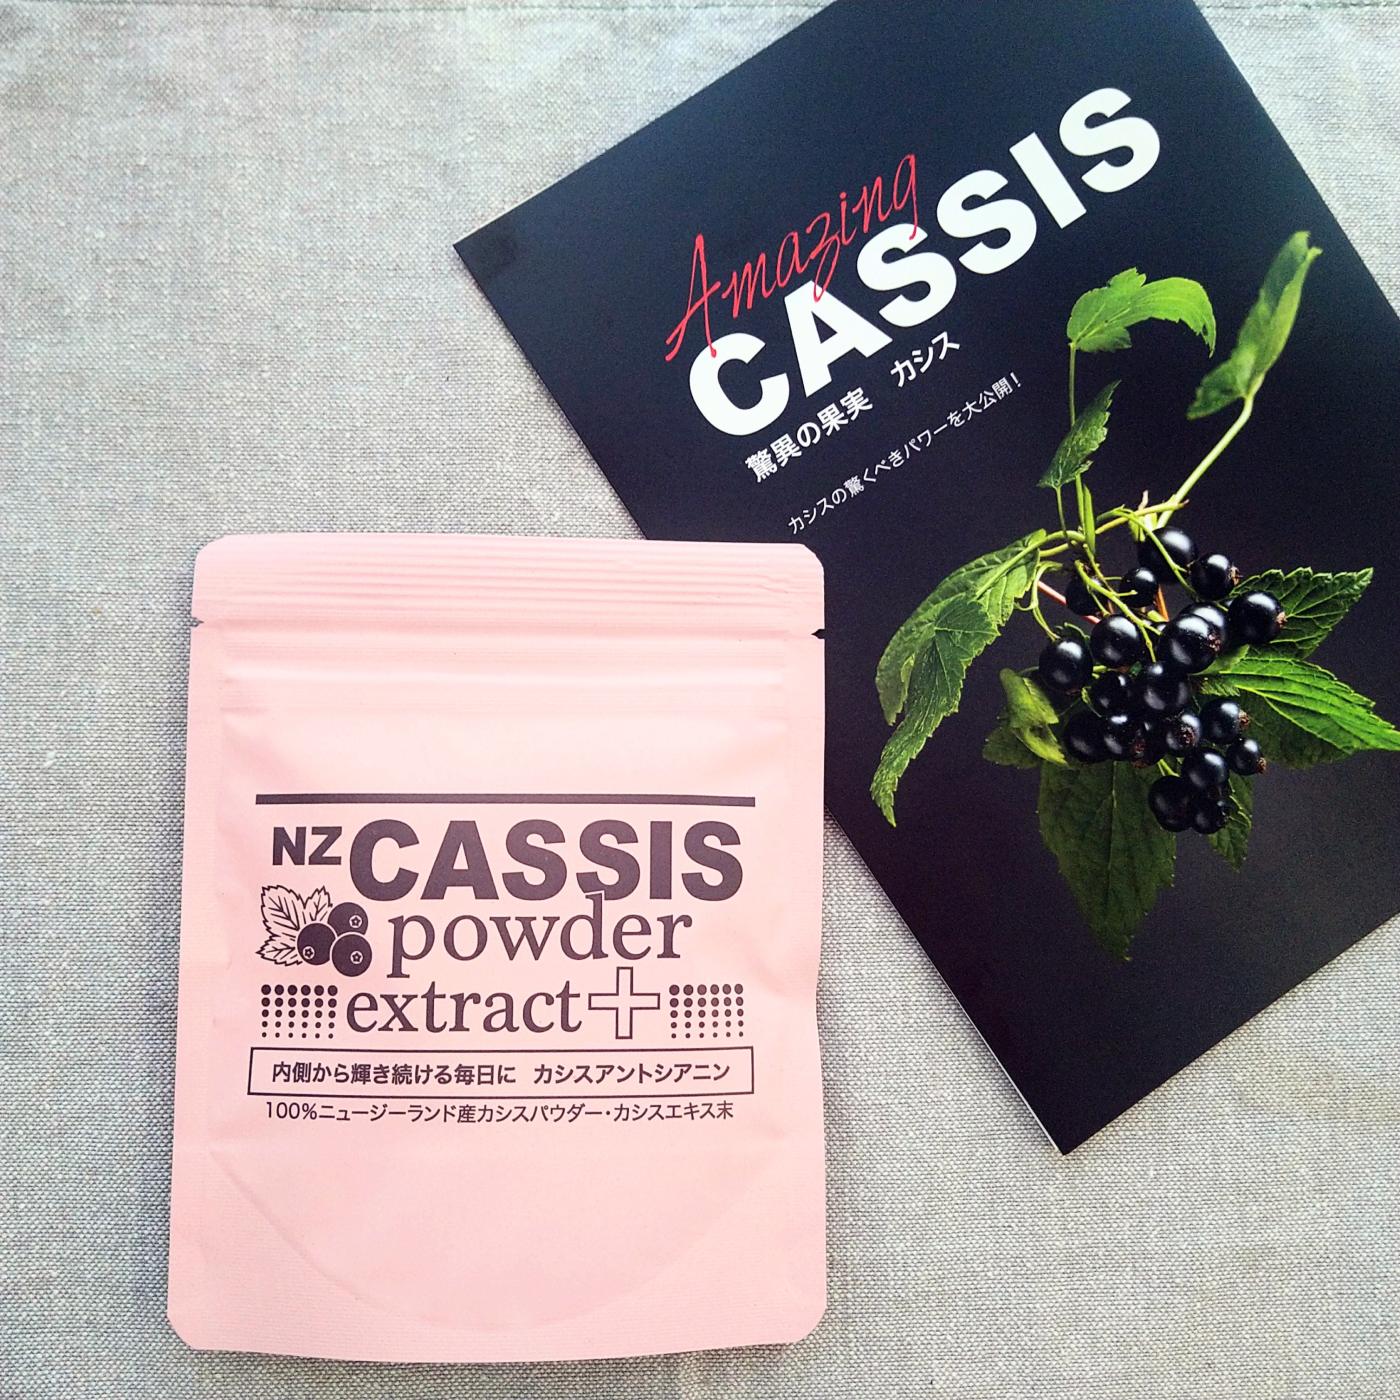 Amazing
CASSIS
驚異の果実 カシス
カシスの驚くべきパワーを大公開!
NZ CASSIS
powder
extract+
内側から輝き続ける毎日に カシスアントシアニン
100%ニュージーランド産カシスパウダー・カシスエキス末